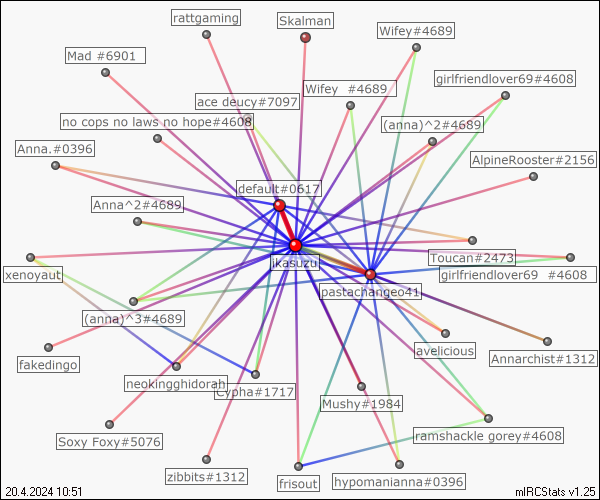 rattgaming
Skalman
Wifey#4689
Mad #6901
girlfriendlover69#4608
Wifey  #4689
ace deucy#7097
no cops no laws no hope#4608
(anna)^2#4689
Anna.#0396
AlpineRooster#2156
default#0617
Anna^2#4689
Toucan#2473
ikasuzu
xenoyaut
girlfriendlover69  #4608
pastachangeo41
(anna)^3#4689
avelicious
Annarchist#1312
fakedingo
neokingghidorah
Cypha#1717
Mushy#1984
Soxy Foxy#5076
ramshackle gorey#4608
zibbits#1312
frisout
hypomanianna#0396
20.4.2024 10:51
mIRCStats v1.25